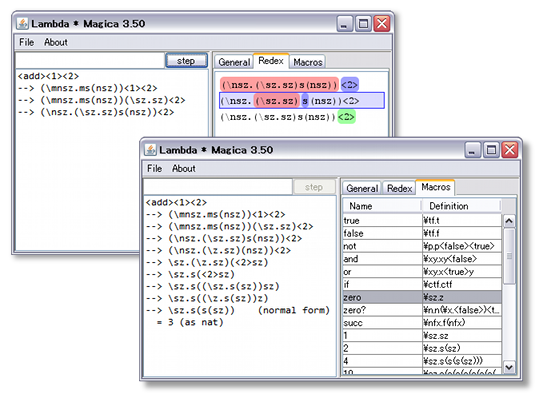 Lambda * Magica 3.50
File About
step
General Redex Macros
<add><1><2>
--> (\mnsz.ms(nsz))<1><2>
--> (\mnsz.ms(nsz))(\sz.sz)<2>
--> (\nsz.(\sz.sz)s(nsz))<2>
(\nsz.(\sz.sz)s(nsz))<2>
(\nsz.(\sz.sz)s(nsz))<2>
(\nsz.(\sz.sz)s(nsz))<2>
Lambda * Magica 3.50
File About
step
General Redex Macros
<add><1><2>
--> (\mnsz.ms(nsz))<1><2>
--> (\mnsz.ms(nsz))(\sz.sz)<2>
--> (\nsz.(\sz.sz)s(nsz))<2>
--> (\nsz.(\z.sz)(nsz))<2>
--> \sz.(\z.sz)(<2>sz)
--> \sz.s(<2>sz)
--> \sz.s((\sz.s(sz))sz)
--> \sz.s((\z.s(sz))z)
--> \sz.s(s(sz)) (normal form)
= 3 (as nat)
Name Definition
true ¥tf.t
false ¥tf.f
not ¥p.p<false><true>
and ¥xy.xy<false>
or ¥xy.x<true>y
if ¥ctf.ctf
zero ¥sz.z
zero? ¥n.n(¥x.<false>)<t...
succ ¥nfx.f(nfx)
1 ¥sz.sz
2 ¥sz.s(sz)
4 ¥sz.s(s(s(sz)))